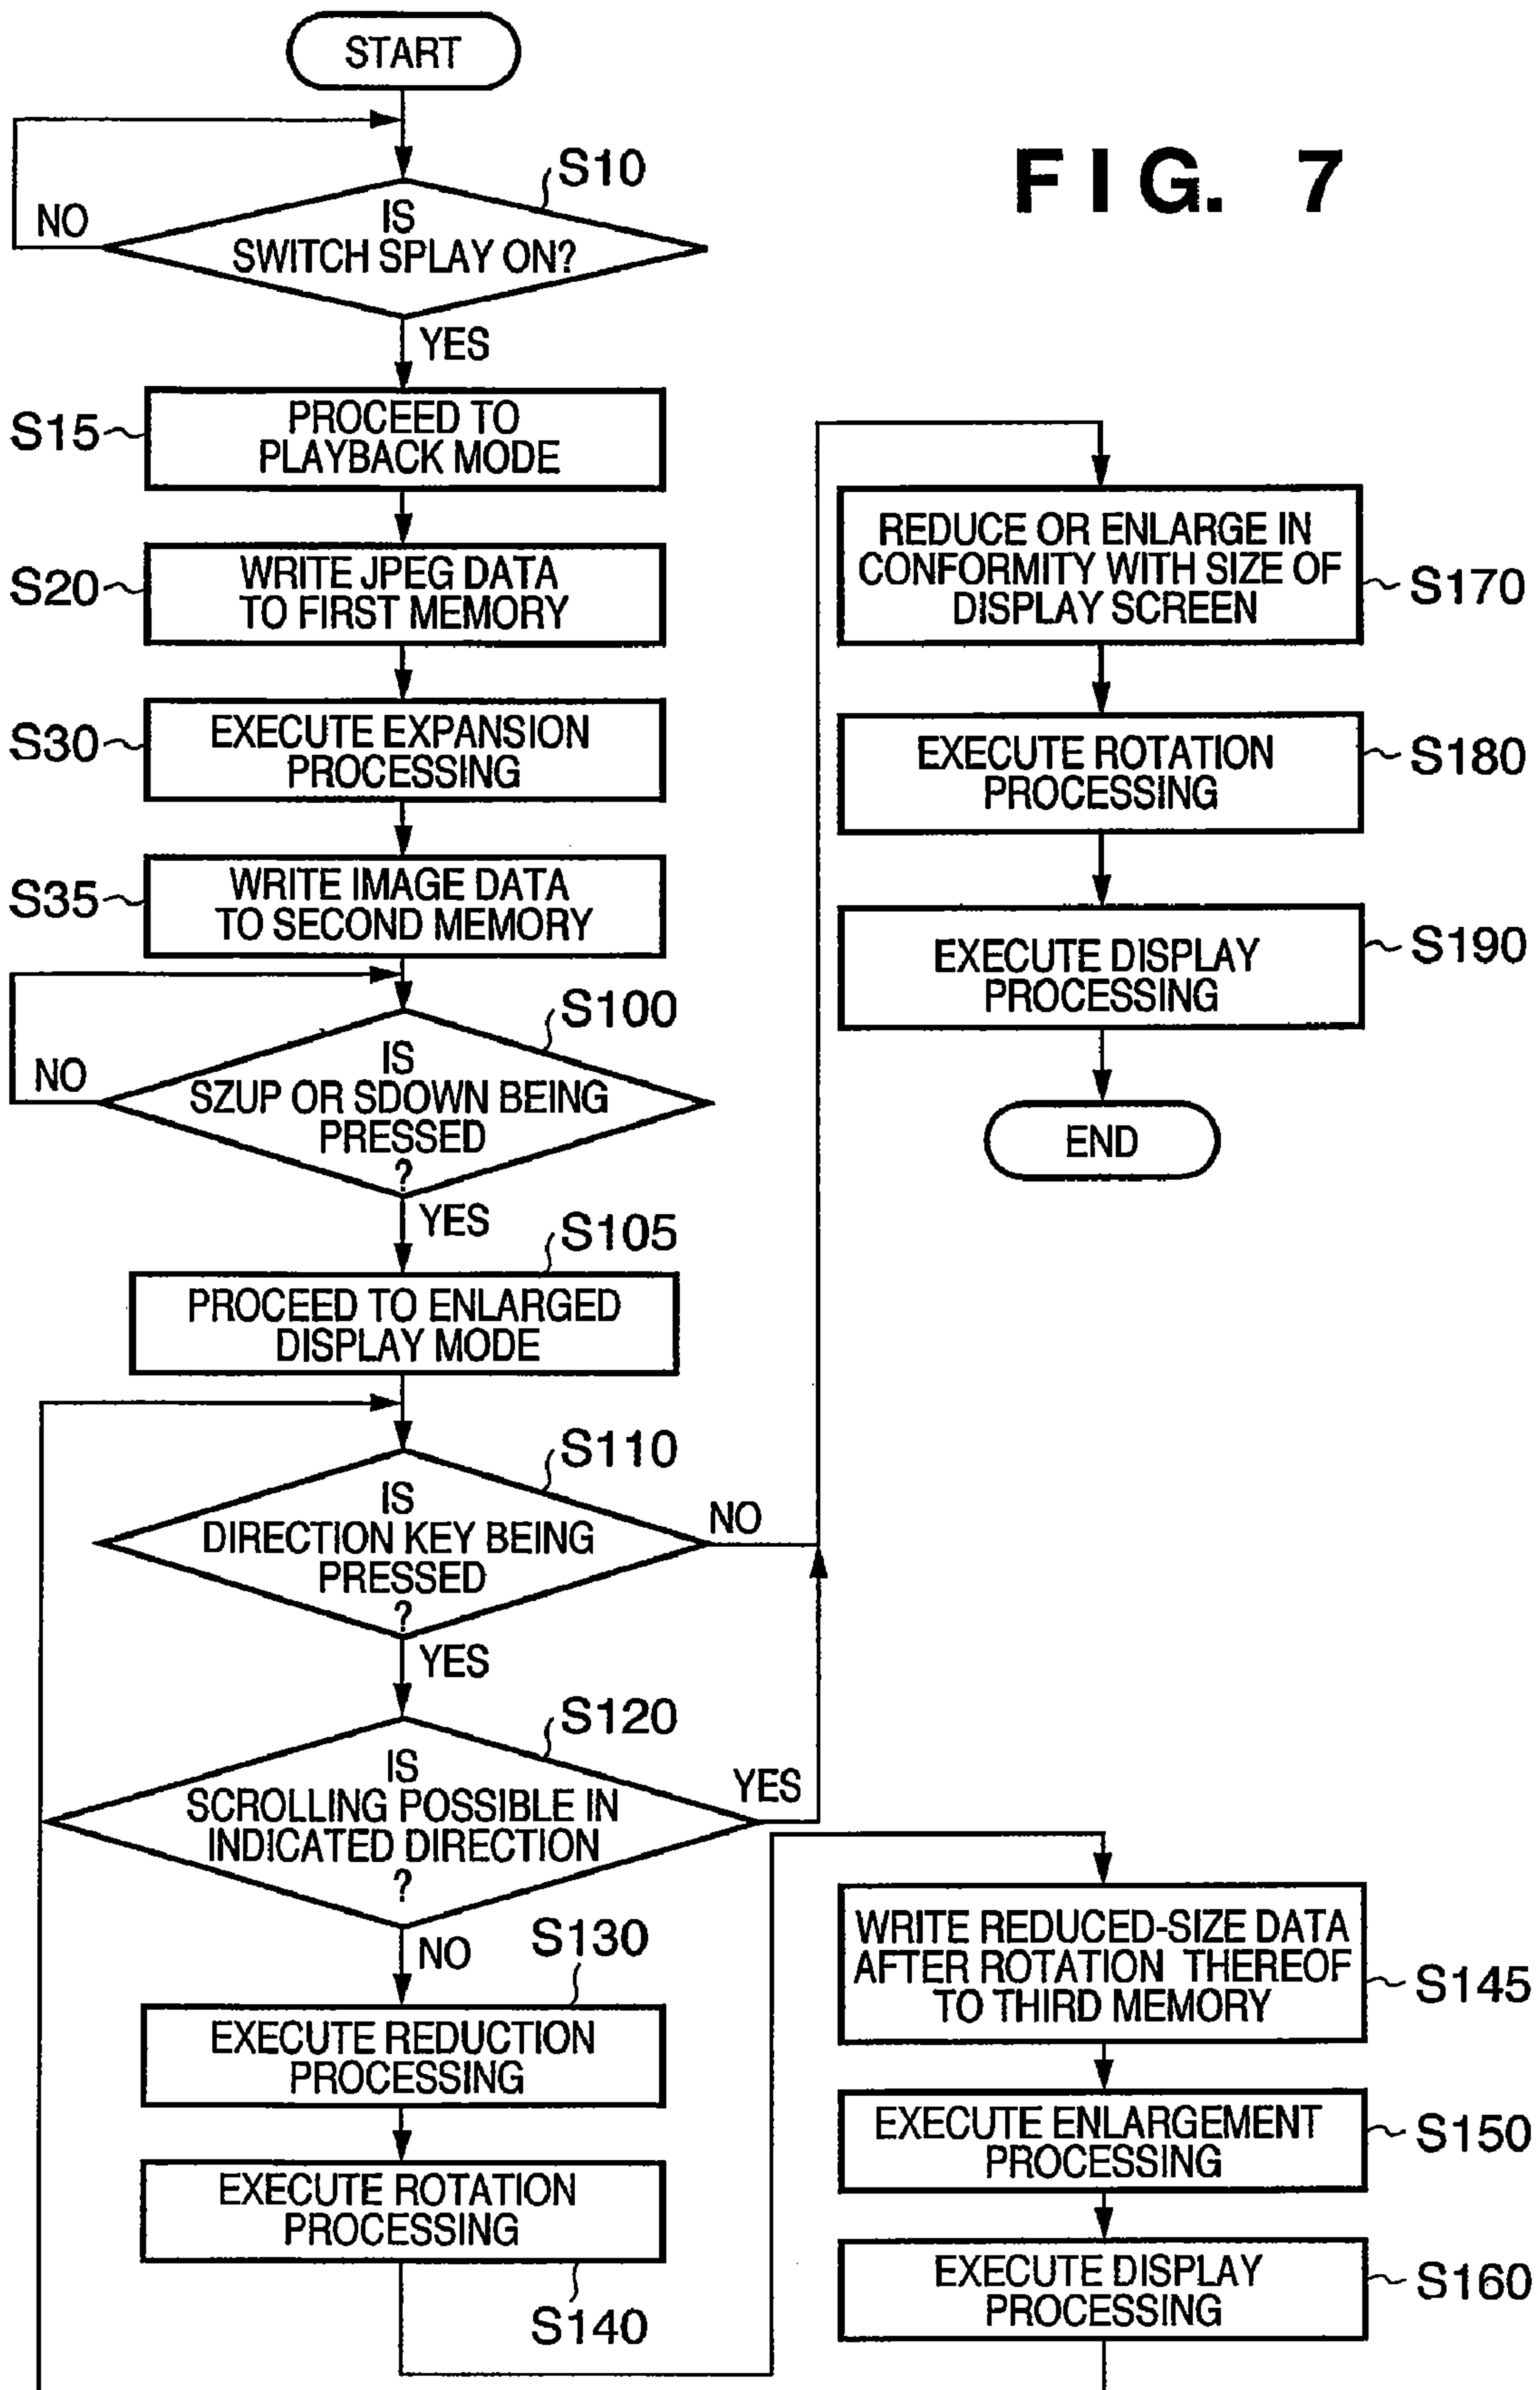 START
FIG. 7
S10
NO
IS
SWITCH SPLAY ON?
YES
S15
PROCEED TO
PLAYBACK MODE
S20
WRITE JPEG DATA
TO FIRST MEMORY
S30
EXECUTE EXPANSION
PROCESSING
S35
WRITE IMAGE DATA
TO SECOND MEMORY
S100
NO
IS
SZUP OR SDOWN BEING
PRESSED
?
YES
S105
PROCEED TO ENLARGED
DISPLAY MODE
S110
IS
DIRECTION KEY BEING
PRESSED
?
NO
YES
S120
IS
SCROLLING POSSIBLE IN
INDICATED DIRECTION
?
YES
NO
S130
EXECUTE REDUCTION
PROCESSING
EXECUTE ROTATION
PROCESSING
S140
REDUCE OR ENLARGE IN
CONFORMITY WITH SIZE OF
DISPLAY SCREEN
S170
EXECUTE ROTATION
PROCESSING
S180
EXECUTE DISPLAY
PROCESSING
S190
END
WRITE REDUCED-SIZE DATA
AFTER ROTATION THEREOF
TO THIRD MEMORY
S145
EXECUTE ENLARGEMENT
PROCESSING
S150
EXECUTE DISPLAY
PROCESSING
S160